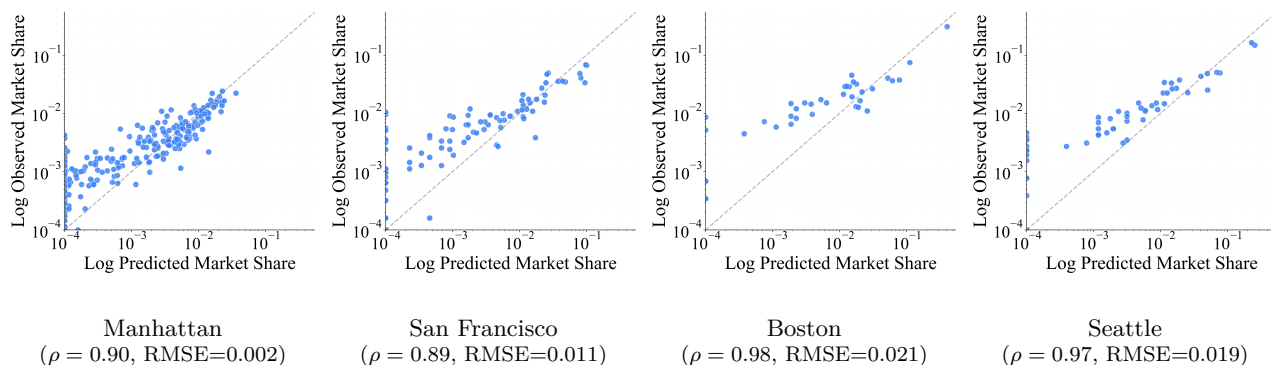 Log Observed Market Share
10⁻¹
10⁻²
10⁻³
10⁻⁴
10⁻⁴ 10⁻³ 10⁻² 10⁻¹
Log Predicted Market Share
Manhattan
(ρ = 0.90, RMSE=0.002)
Log Observed Market Share
10⁻¹
10⁻²
10⁻³
10⁻⁴
10⁻⁴ 10⁻³ 10⁻² 10⁻¹
Log Predicted Market Share
San Francisco
(ρ = 0.89, RMSE=0.011)
Log Observed Market Share
10⁻¹
10⁻²
10⁻³
10⁻⁴
10⁻⁴ 10⁻³ 10⁻² 10⁻¹
Log Predicted Market Share
Boston
(ρ = 0.98, RMSE=0.021)
Log Observed Market Share
10⁻¹
10⁻²
10⁻³
10⁻⁴
10⁻⁴ 10⁻³ 10⁻² 10⁻¹
Log Predicted Market Share
Seattle
(ρ = 0.97, RMSE=0.019)